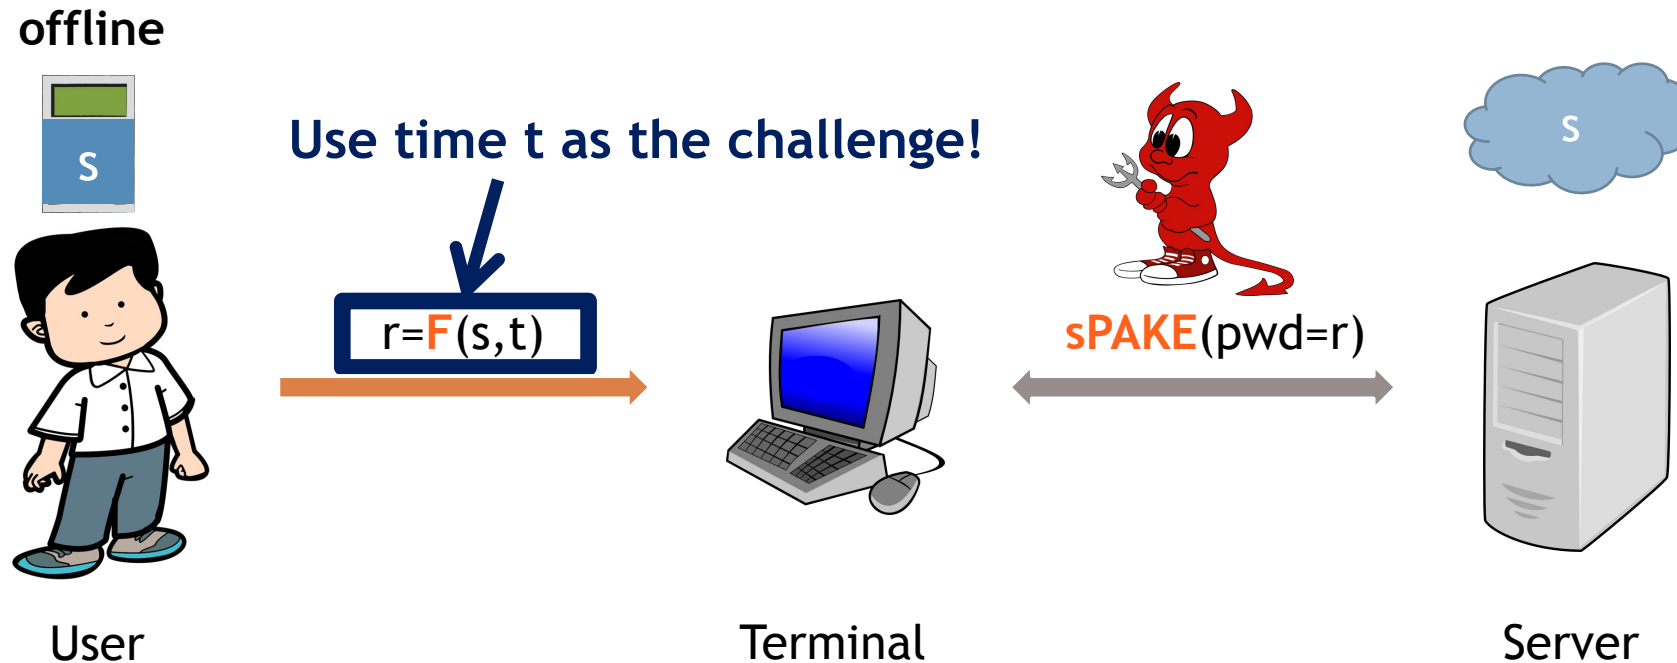 offline
S
Use time t as the challenge!
S
r=F(s,t)
sPAKE(pwd=r)
User
Terminal
Server